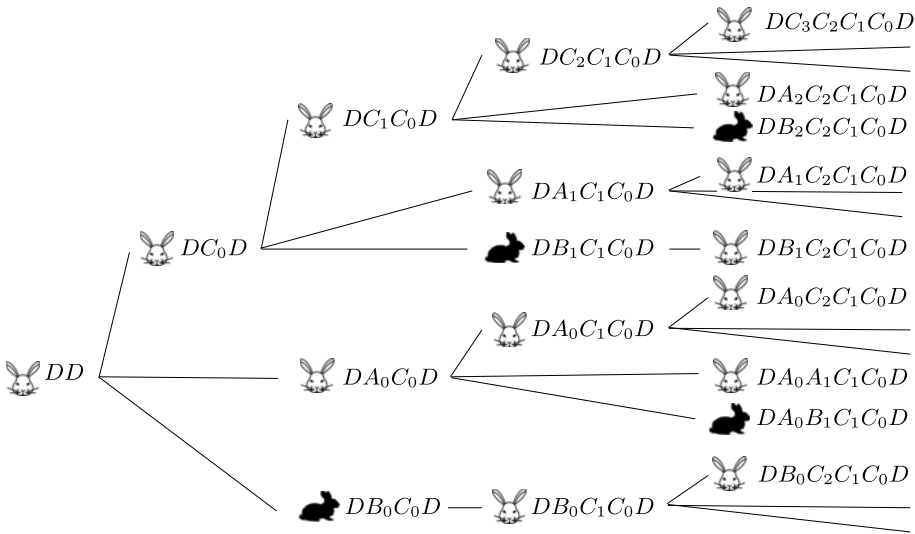 DC₃C₂C₁C₀D
DC₂C₁C₀D
DA₂C₂C₁C₀D
DC₁C₀D
DB₂C₂C₁C₀D
DA₁C₂C₁C₀D
DA₁C₁C₀D
DC₀D
DB₁C₁C₀D
DB₁C₂C₁C₀D
DA₀C₂C₁C₀D
DA₀C₁C₀D
DD
DA₀C₀D
DA₀A₁C₁C₀D
DA₀B₁C₁C₀D
DB₀C₂C₁C₀D
DB₀C₀D
DB₀C₁C₀D